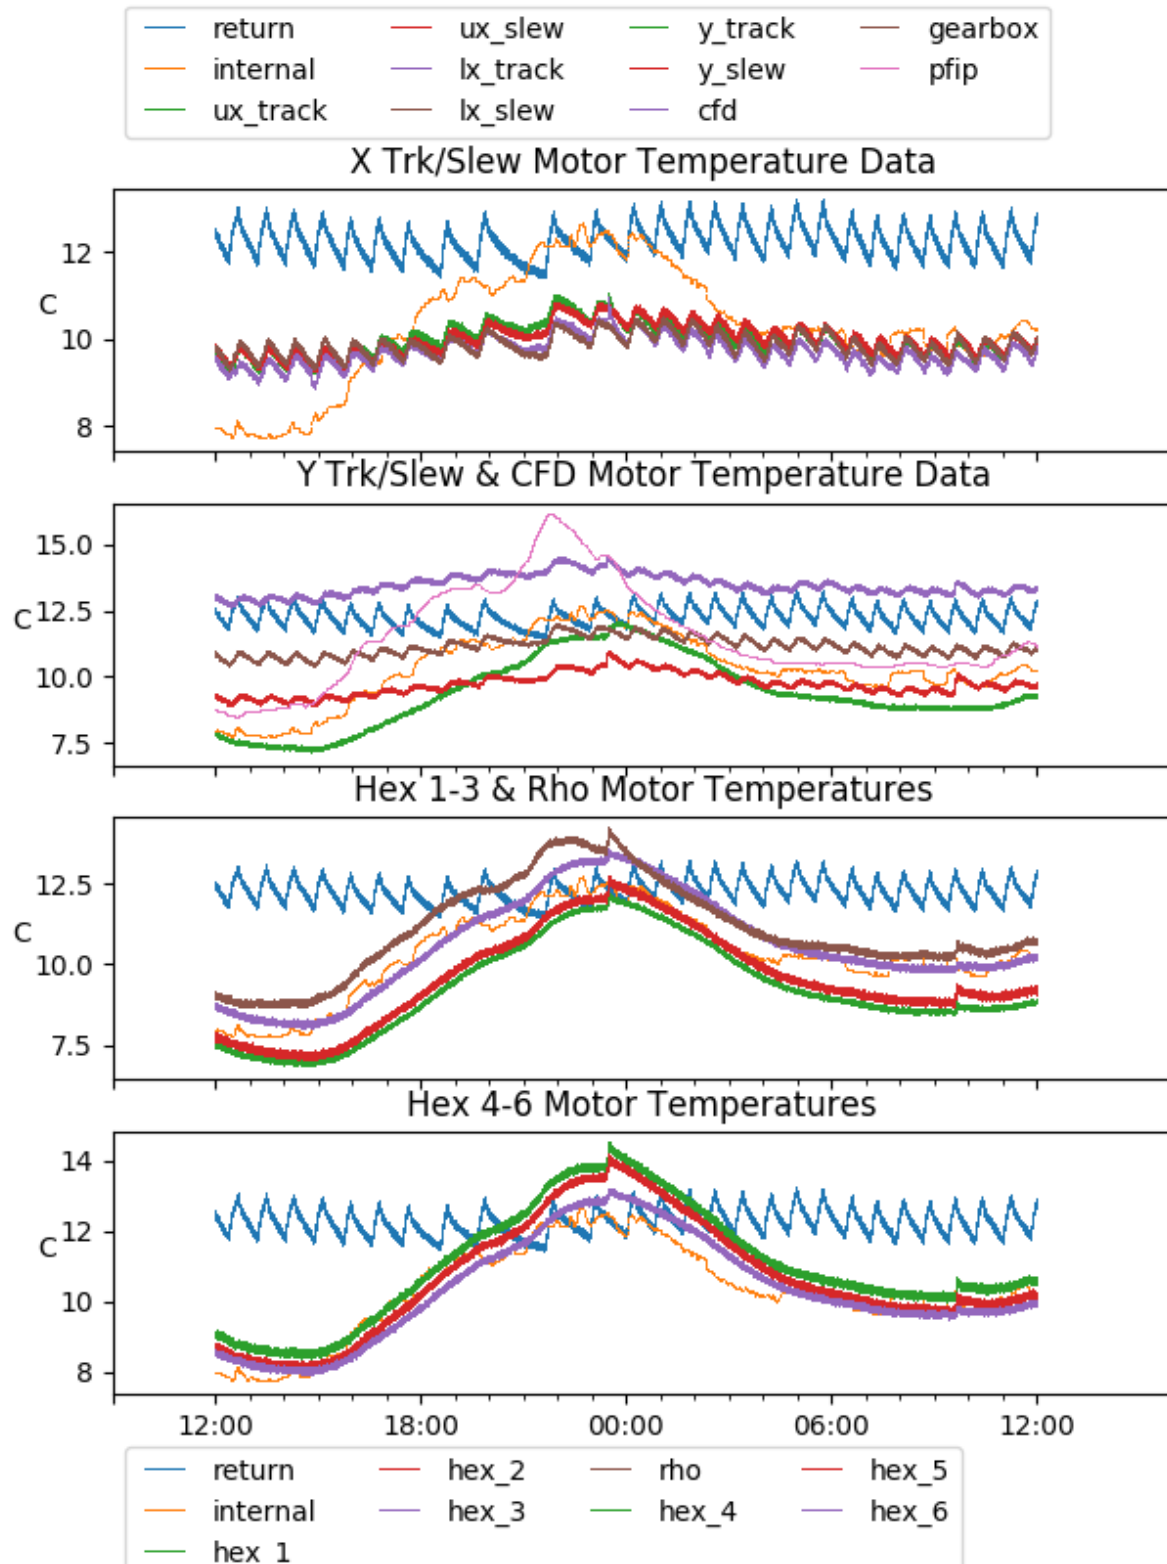 return ux_slew y_track gearbox
internal lx_track y_slew pfip
ux_track lx_slew cfd
X Trk/Slew Motor Temperature Data
12
C
10
8
Y Trk/Slew & CFD Motor Temperature Data
15.0
12.5
C
10.0
7.5
Hex 1-3 & Rho Motor Temperatures
12.5
C
10.0
7.5
Hex 4-6 Motor Temperatures
14
12
C
10
8
12:00 18:00 00:00 06:00 12:00
return hex_2 rho hex_5
internal hex_3 hex_4 hex_6
hex_1